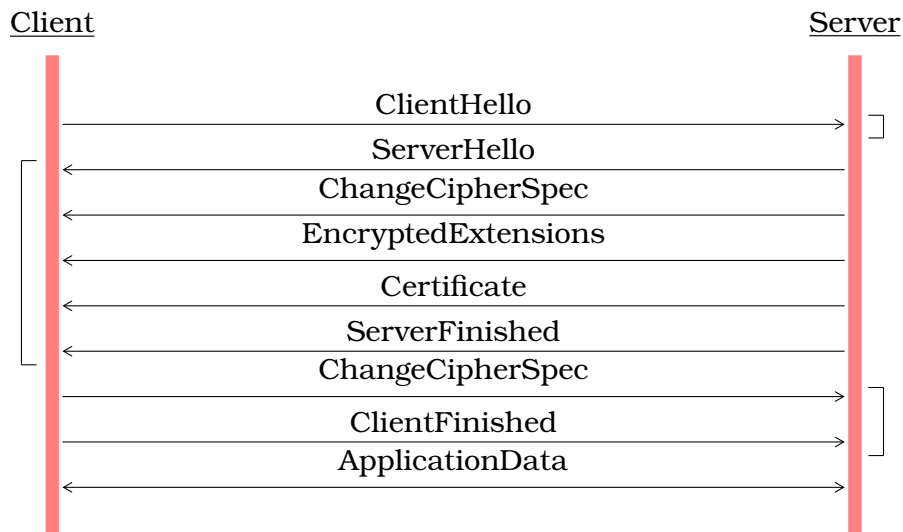 Client
Server
ClientHello
ServerHello
ChangeCipherSpec
EncryptedExtensions
Certificate
ServerFinished
ChangeCipherSpec
ClientFinished
ApplicationData